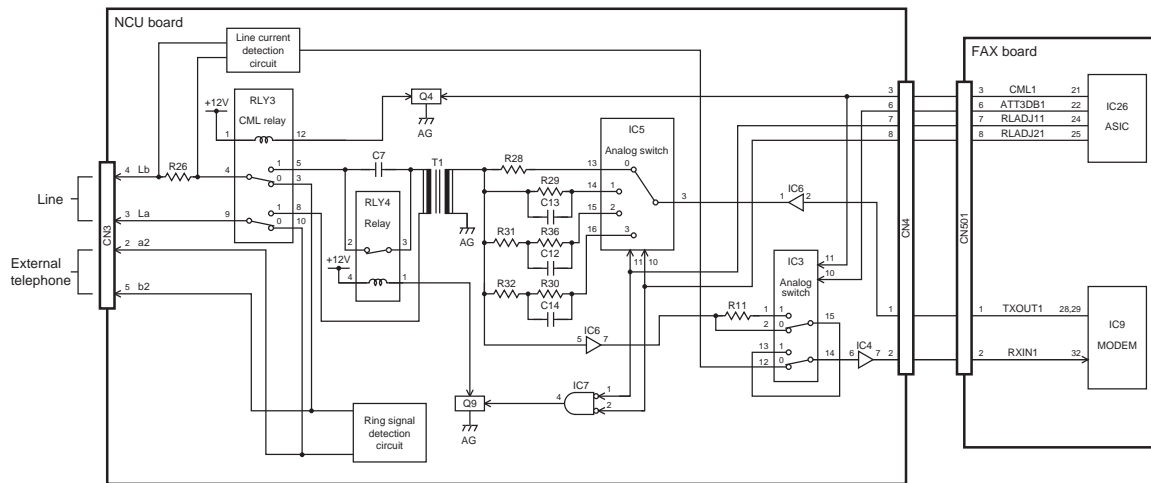 NCU board
FAX board
Line current
detection
circuit
RLY3
CML relay
+12V
1
12
Q4
AG
3
3
CML1
21
6
6
ATT3DB1
22
7
7
RLADJ11
24
8
8
RLADJ21
25
IC26
ASIC
4
Lb
R26
4
1
0
5
3
C7
T1
R28
13
IC5
Analog switch
0
3
R29
14
1
C13
IC6
1
2
CN4
CN501
Line
3
La
9
1
0
8
10
RLY4
Relay
2
3
AG
R31
R36
15
2
C12
16
3
CN3
2
a2
External
telephone
+12V
4
1
R32
R30
C14
11
10
IC3
Analog
switch
11
10
5
b2
R11
1
1
2
0
15
IC6
5
7
13
1
12
0
14
IC4
6
7
1
1
TXOUT1
28,29
IC9
MODEM
2
2
RXIN1
32
IC7
4
1
2
Q9
AG
Ring signal
detection
circuit